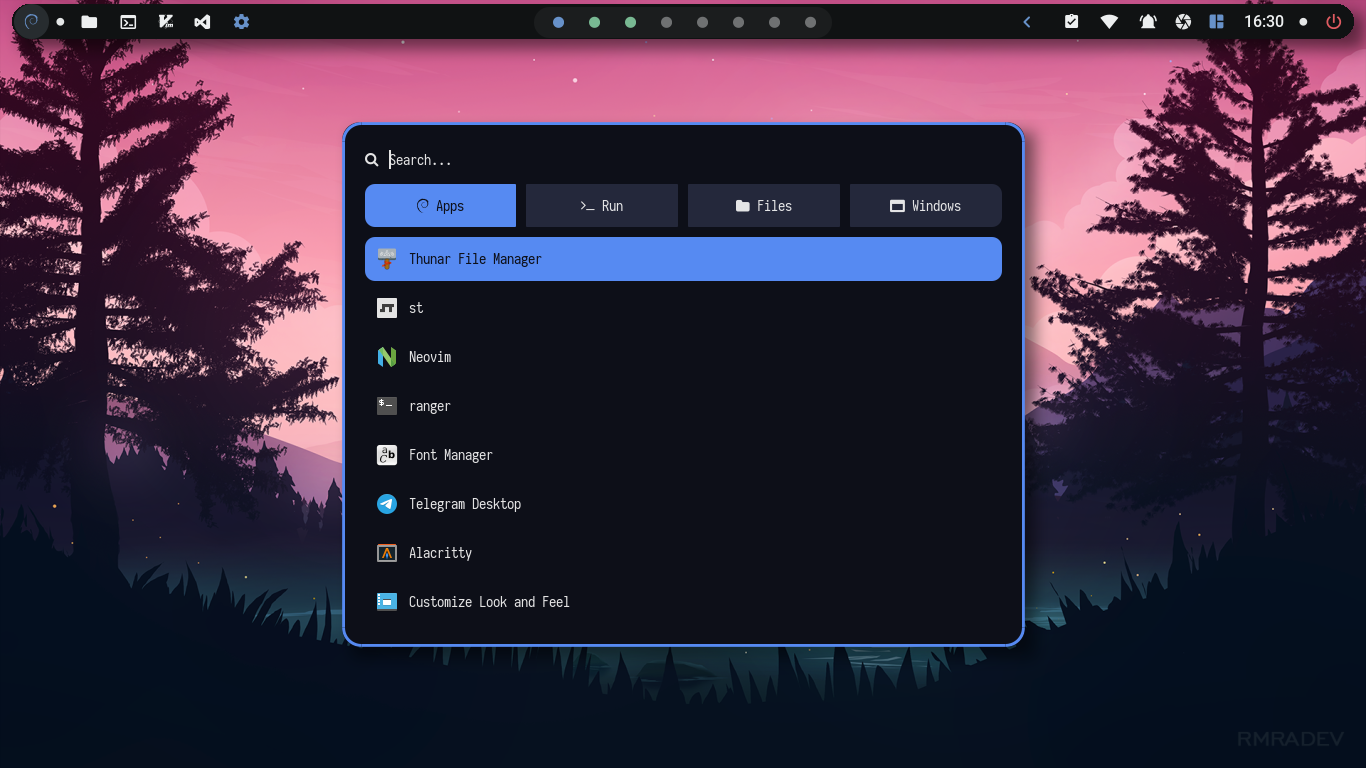 16:30
Search...
Apps
Run
Files
Windows
Thunar File Manager
st
Neovim
ranger
Font Manager
Telegram Desktop
Alacritty
Customize Look and Feel
RMRADEV